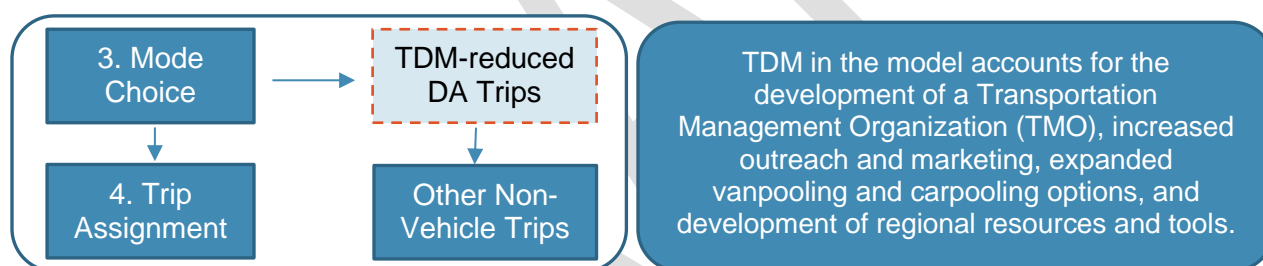 3. Mode
Choice
TDM-reduced
DA Trips
4. Trip
Assignment
Other Non-
Vehicle Trips
TDM in the model accounts for the
development of a Transportation
Management Organization (TMO), increased
outreach and marketing, expanded
vanpooling and carpooling options, and
development of regional resources and tools.